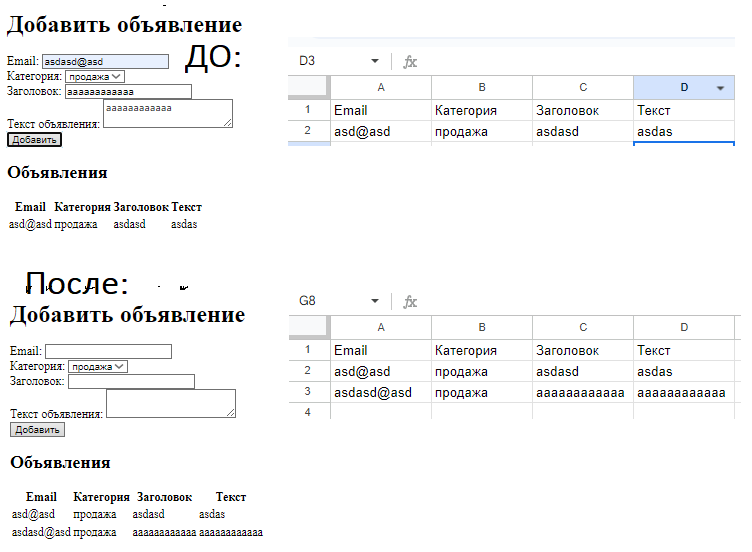 Добавить объявление
ДО:
Email: asdasd@asd
Категория: продажа
Заголовок: аааааааааааа
аааааааааааа
Текст объявления:
Добавить
Объявления
Email Категория Заголовок Текст
asd@asd продажа asdasd asdas
D3 fx
A B C D
1 Email Категория Заголовок Текст
2 asd@asd продажа asdasd asdas
После:
Добавить объявление
Email:
Категория: продажа
Заголовок:
Текст объявления:
Добавить
Объявления
Email Категория Заголовок Текст
asd@asd продажа asdasd asdas
asdasd@asd продажа аааааааааааа аааааааааааа
G8 fx
A B C D
1 Email Категория Заголовок Текст
2 asd@asd продажа asdasd asdas
3 asdasd@asd продажа аааааааааааа аааааааааааа
4